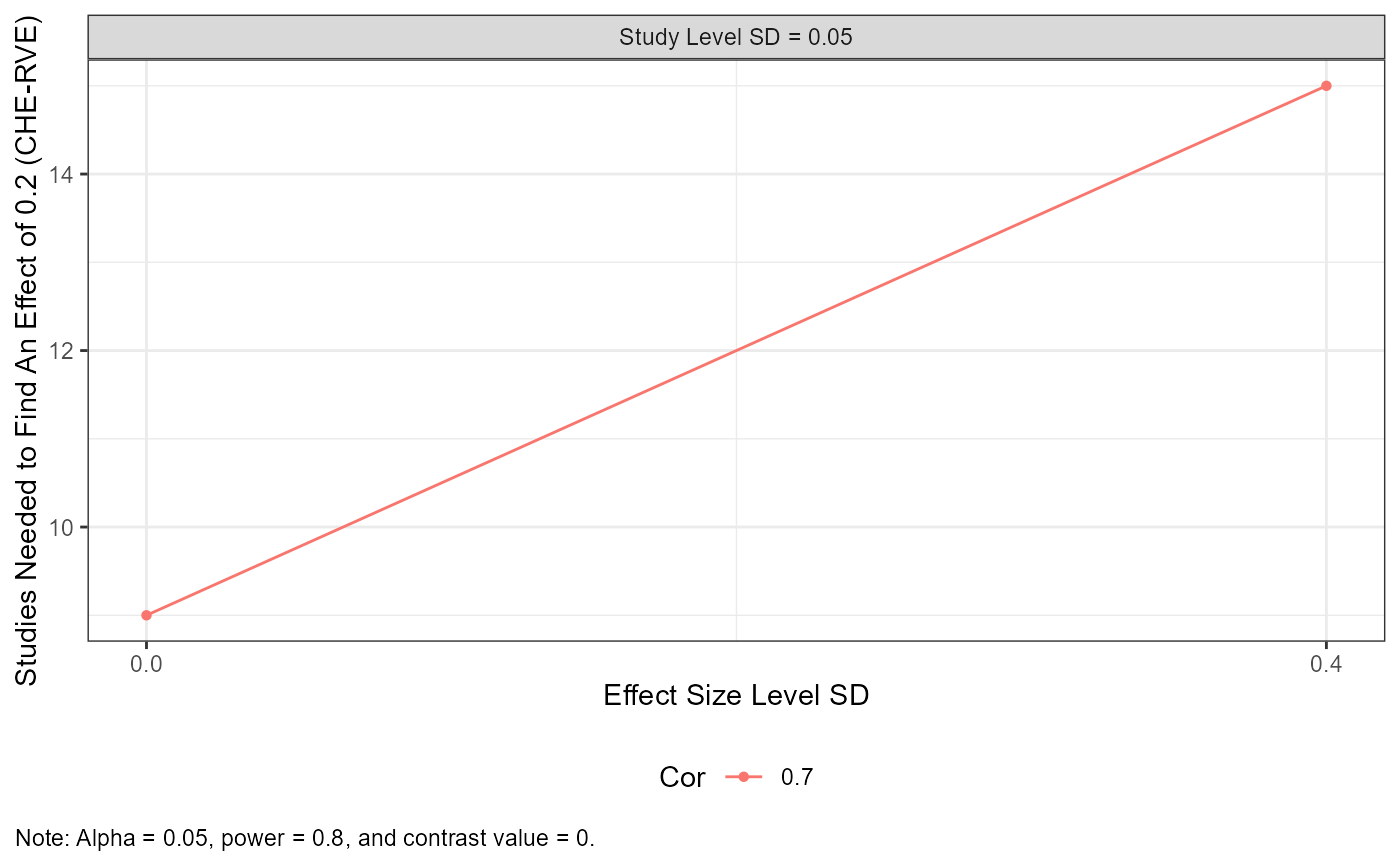 Study Level SD = 0.05
Studies Needed to Find An Effect of 0.2 (CHE-RVE)
14
12
10
0.0
0.4
Effect Size Level SD
Cor 0.7
Note: Alpha = 0.05, power = 0.8, and contrast value = 0.